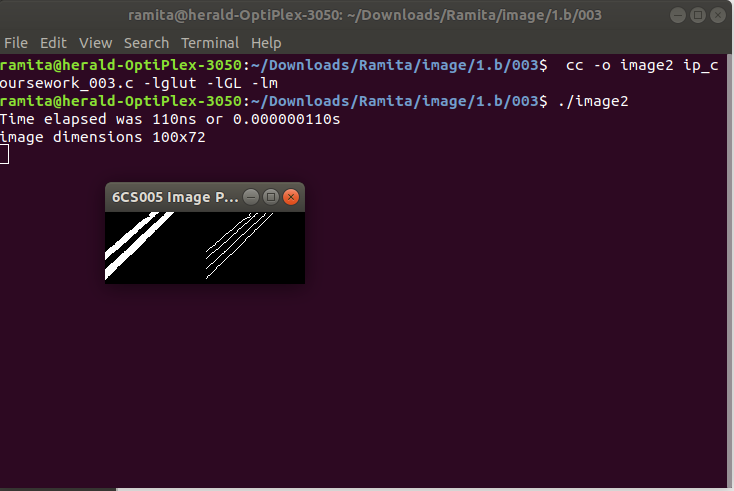 ramita@herald-OptiPlex-3050: ~/Downloads/Ramita/image/1.b/003
File Edit View Search Terminal Help
ramita@herald-OptiPlex-3050:~/Downloads/Ramita/image/1.b/003$  cc -o image2 ip_c
oursework_003.c -lglut -lGL -lm
ramita@herald-OptiPlex-3050:~/Downloads/Ramita/image/1.b/003$ ./image2
Time elapsed was 110ns or 0.000000110s
image dimensions 100x72
6CS005 Image P...